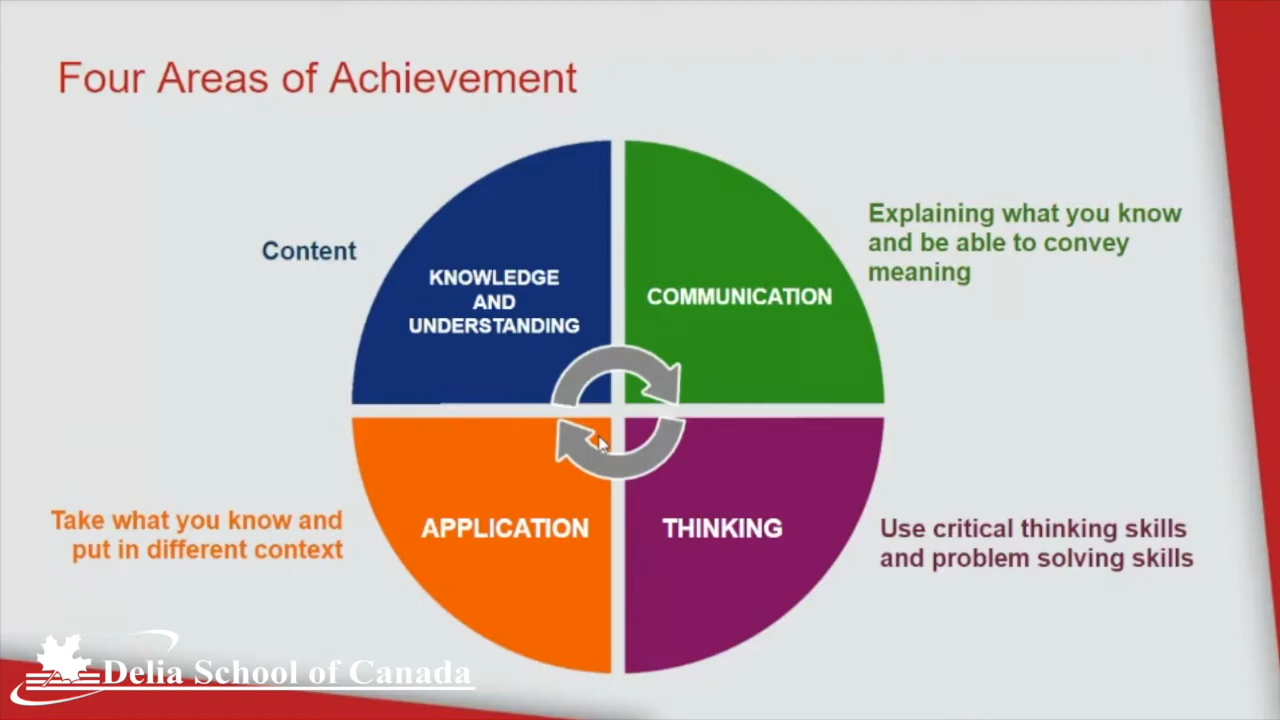 Four Areas of Achievement
Content
KNOWLEDGE
AND
UNDERSTANDING
COMMUNICATION
Explaining what you know
and be able to convey
meaning
Take what you know and
put in different context
APPLICATION
THINKING
Use critical thinking skills
and problem solving skills
Delia School of Canada